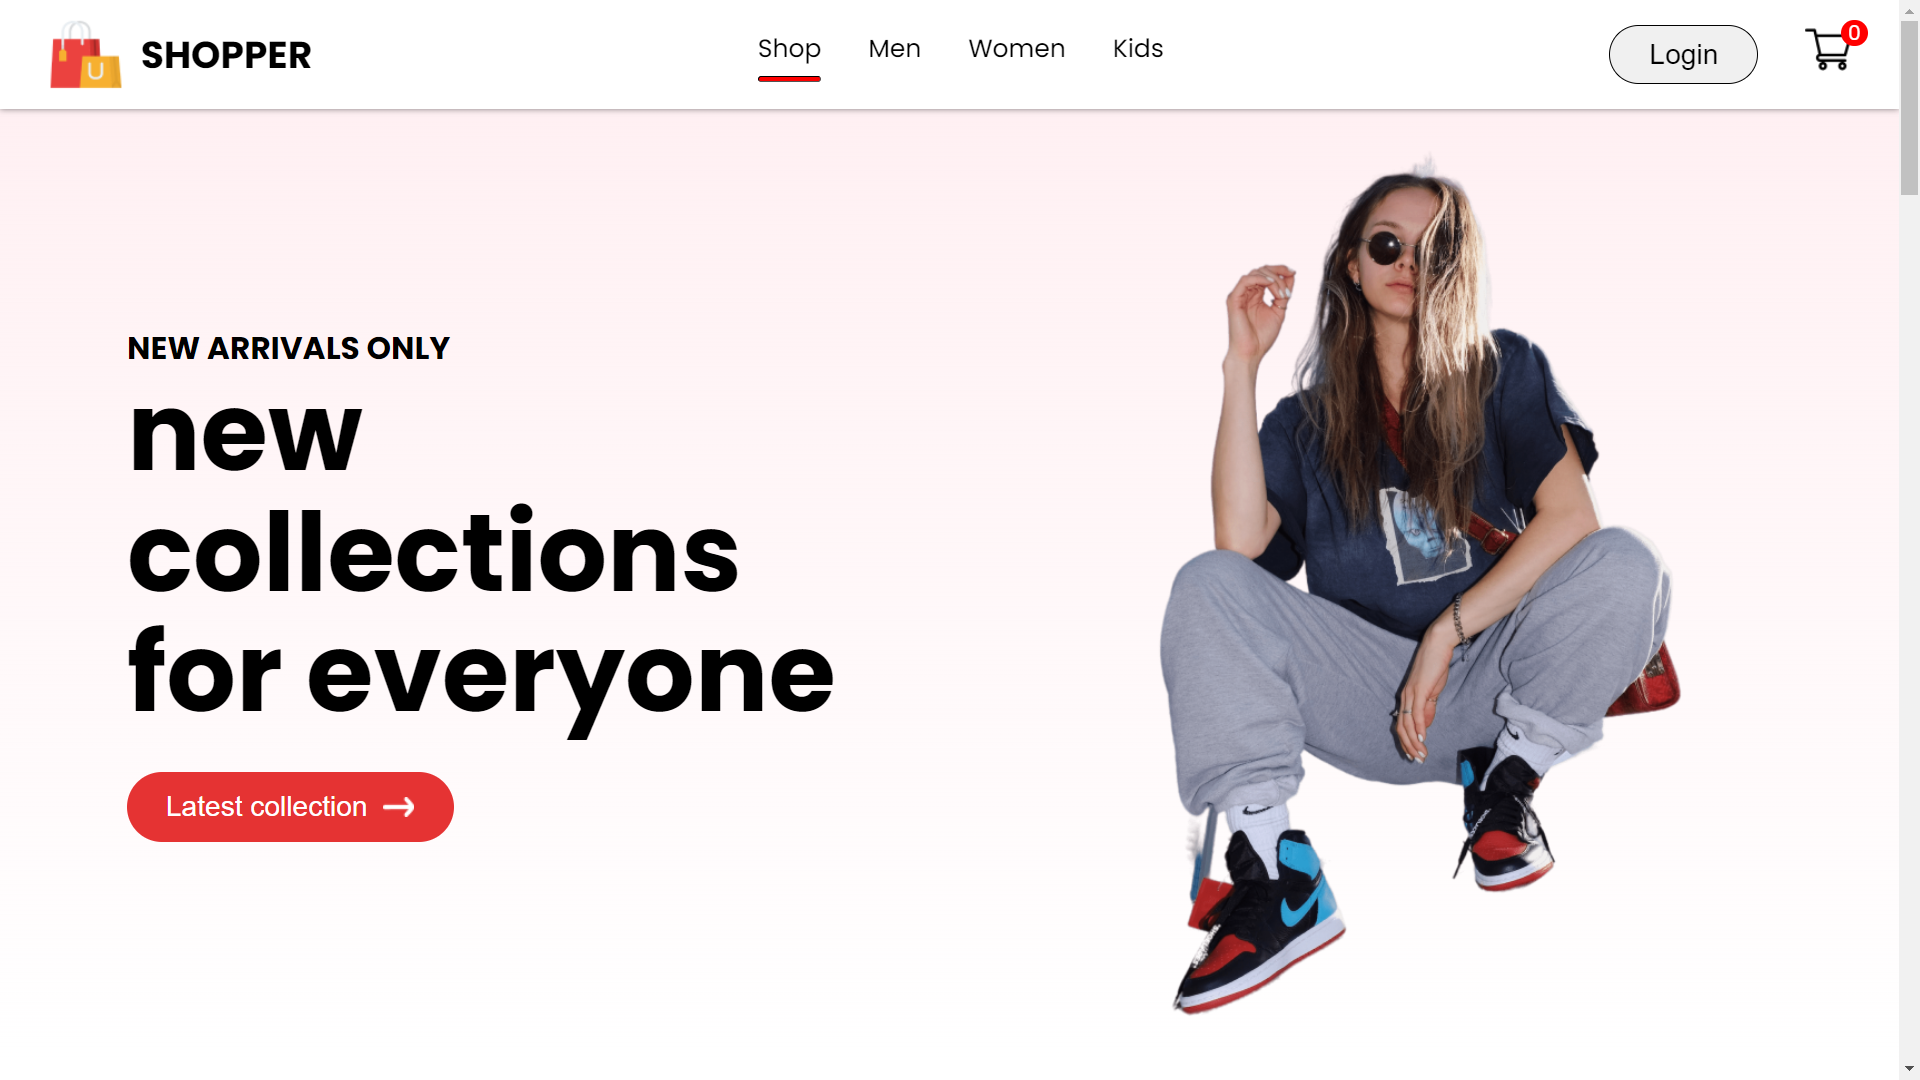 SHOPPER
Shop
Men
Women
Kids
Login
0
NEW ARRIVALS ONLY
new
collections
for everyone
Latest collection